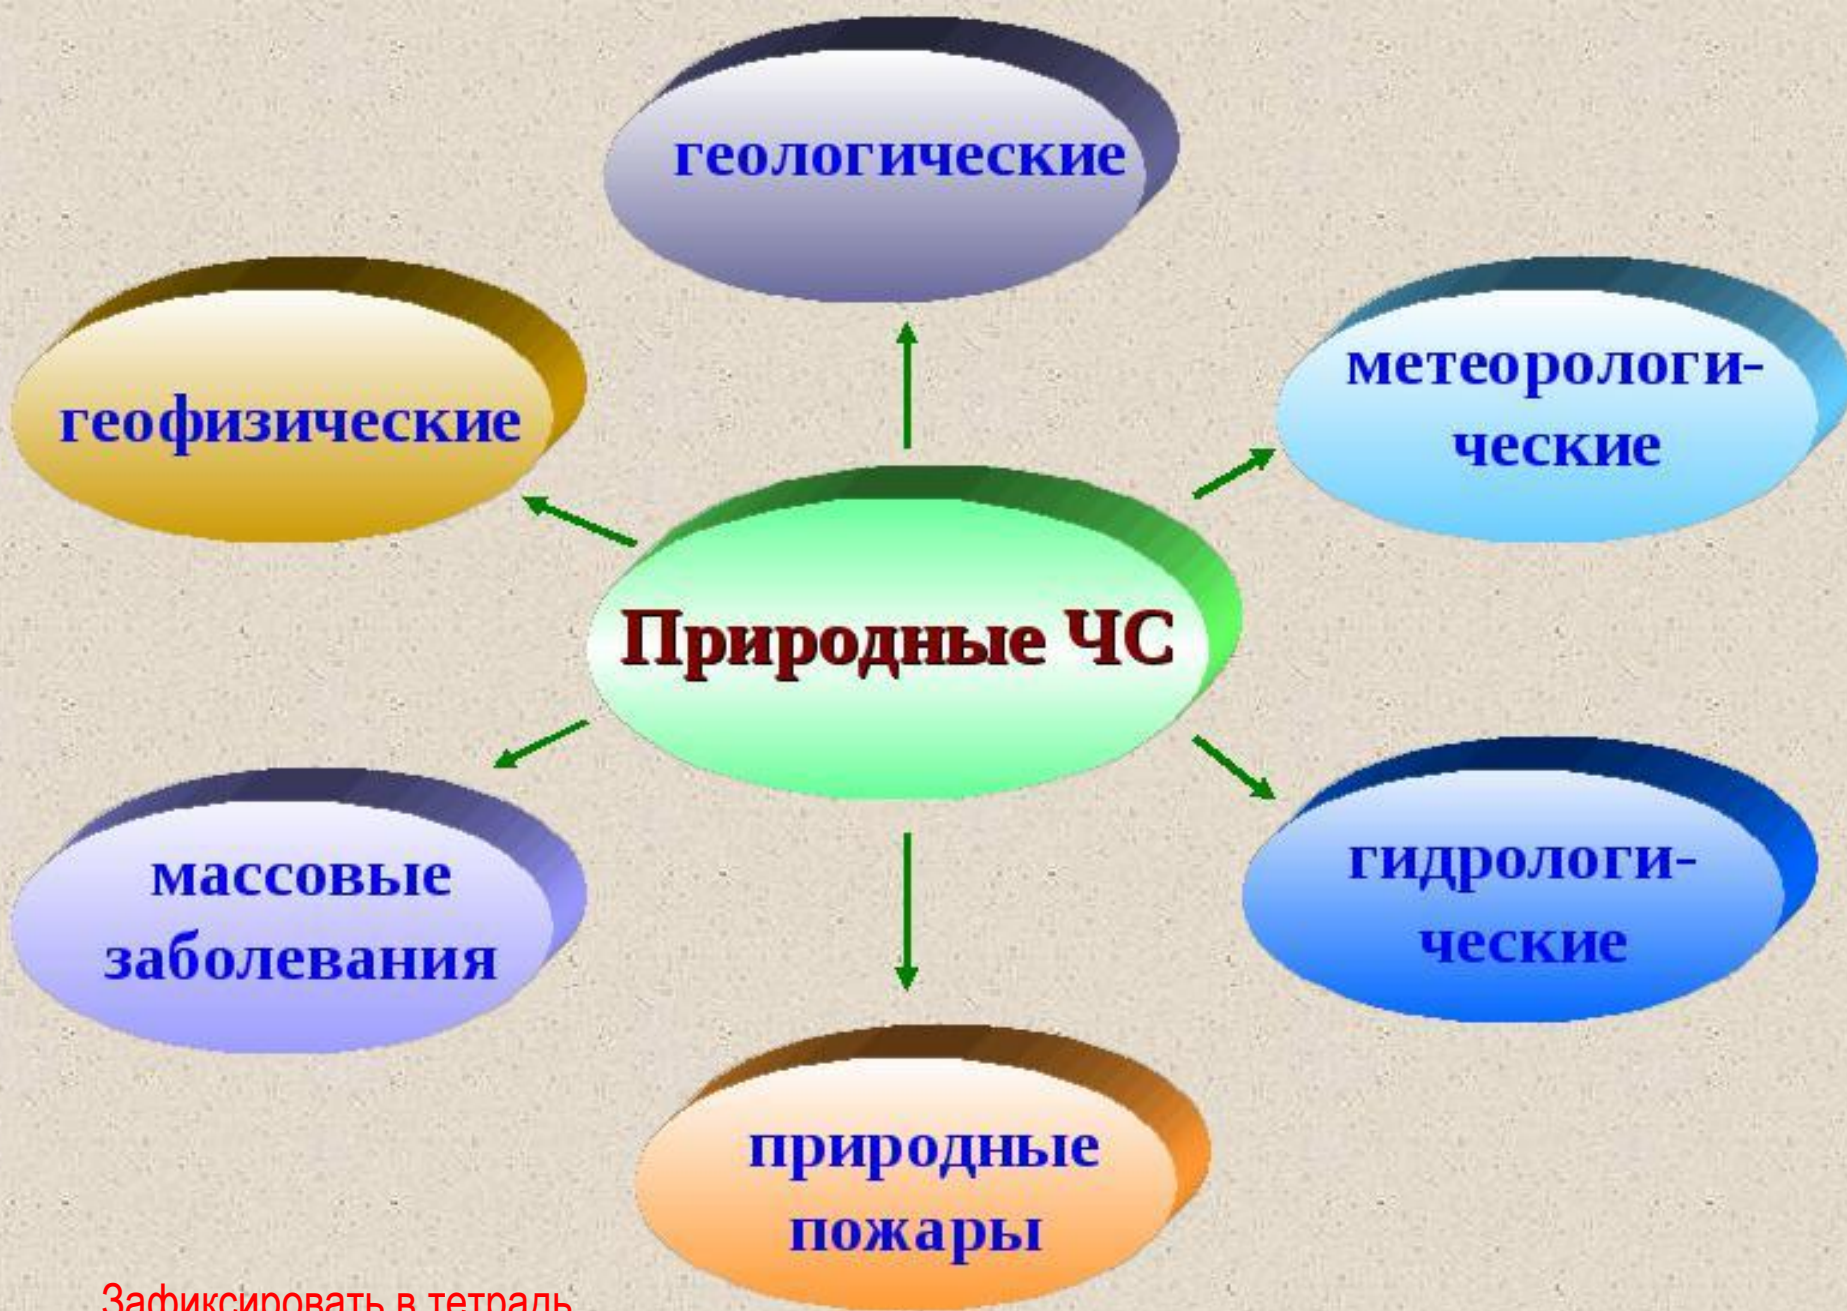 геологические
геофизические
метеорологи-
ческие
Природные ЧС
массовые
заболевания
гидрологи-
ческие
природные
пожары
Зафиксировать в тетрадь